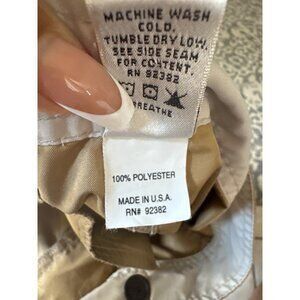 MACHINE WASH
COLD.
TUMBLE DRY LOW.
SEE SIDE SEAM
FOR CONTENT.
RN 92382
BREATHE
100% POLYESTER
MADE IN U.S.A.
RN# 92382